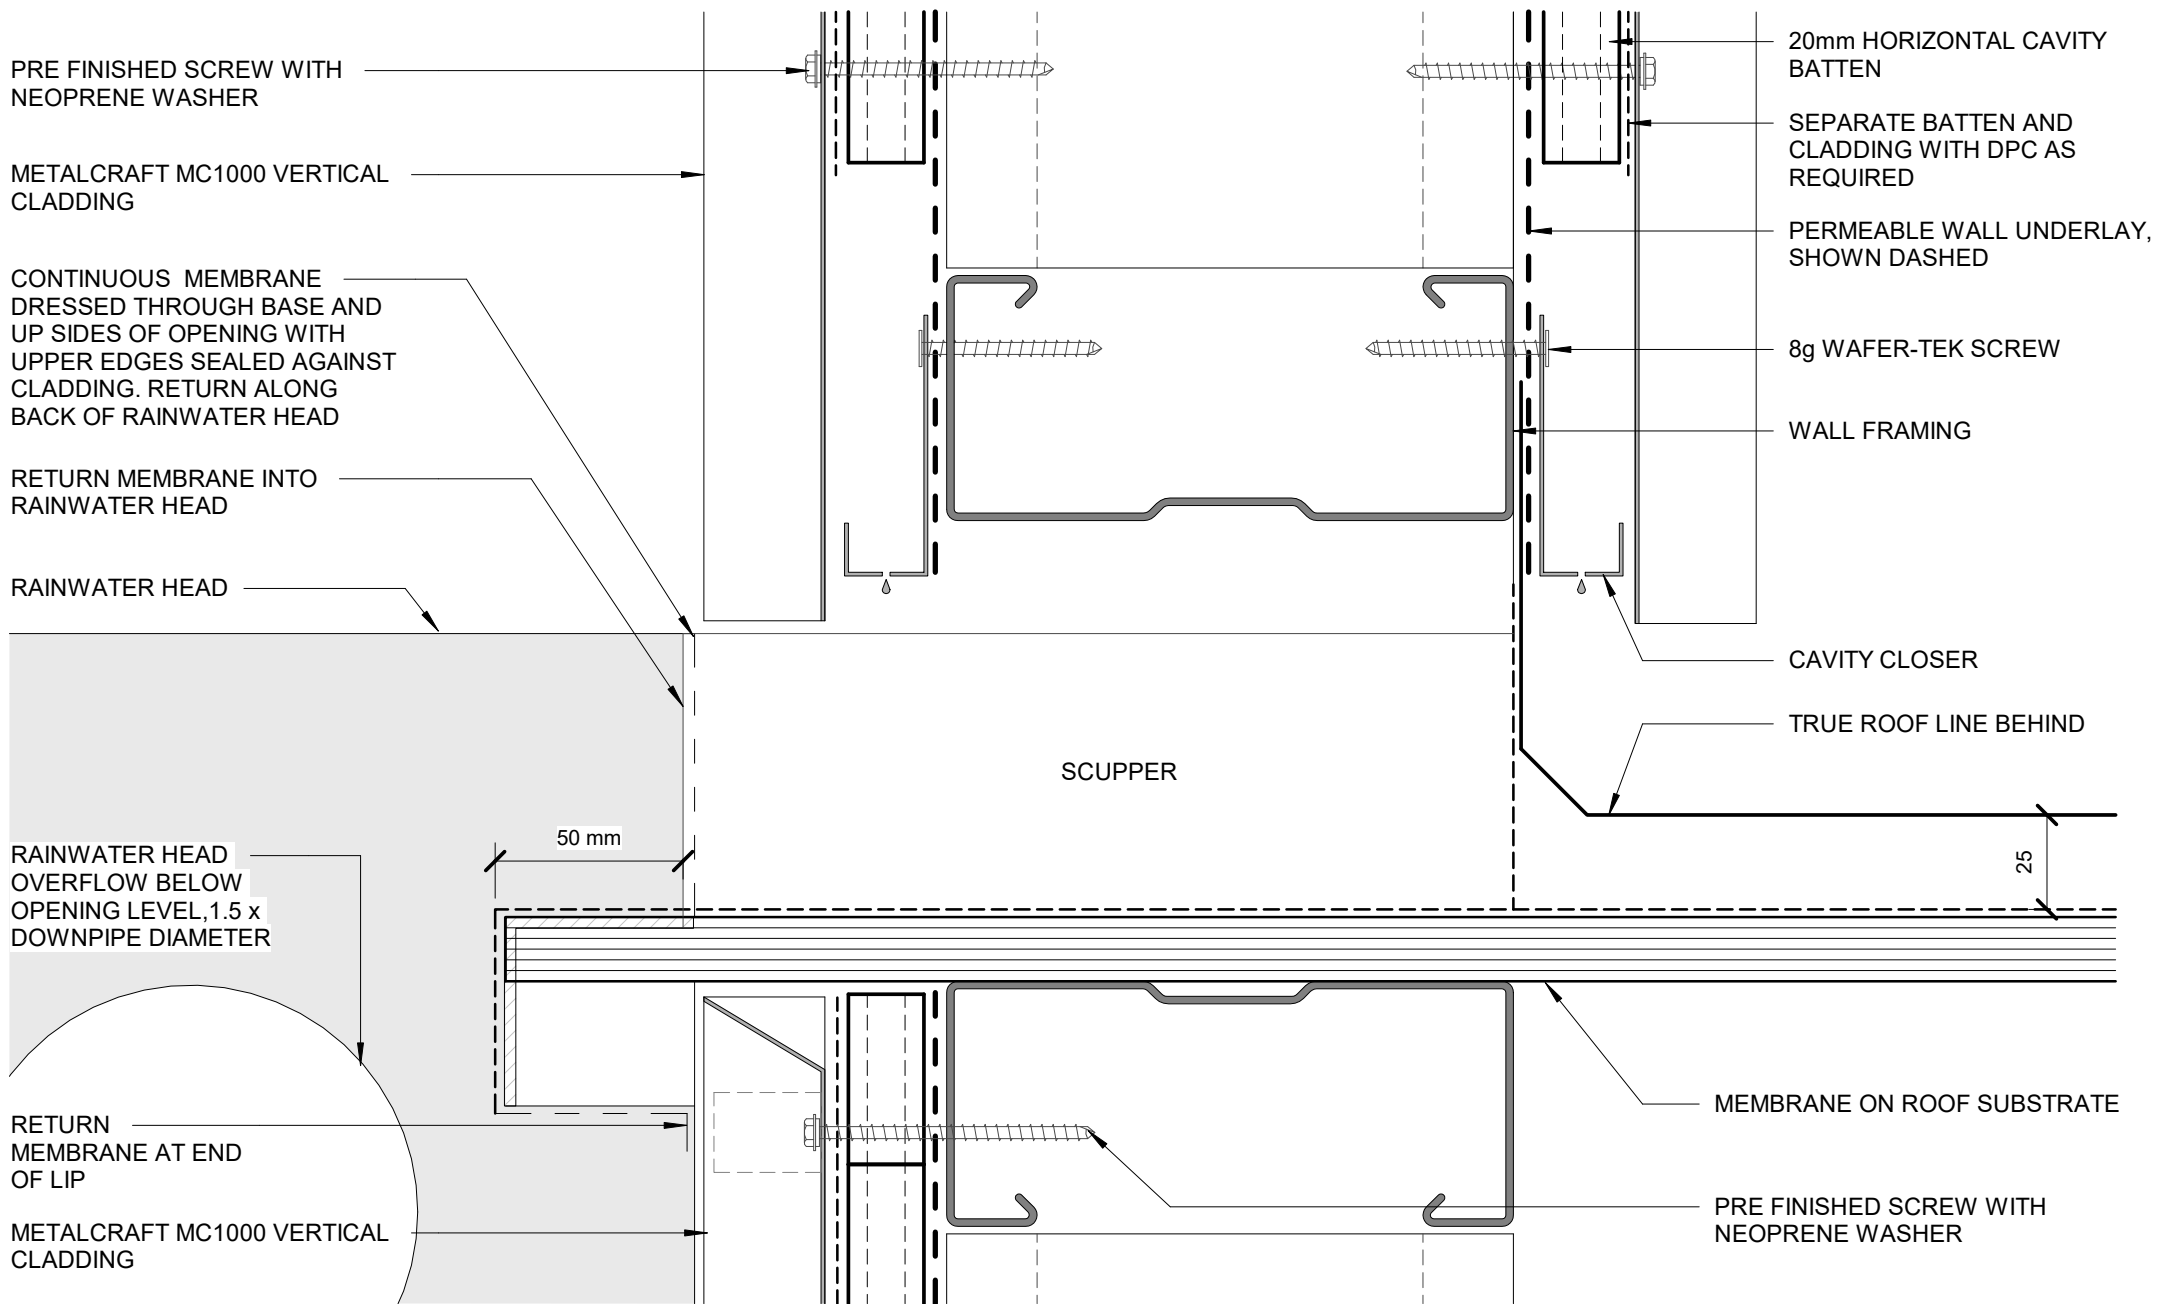 PRE FINISHED SCREW WITH
NEOPRENE WASHER
METALCRAFT MC1000 VERTICAL
CLADDING
CONTINUOUS  MEMBRANE
DRESSED THROUGH BASE AND
UP SIDES OF OPENING WITH
UPPER EDGES SEALED AGAINST
CLADDING. RETURN ALONG
BACK OF RAINWATER HEAD
RETURN MEMBRANE INTO
RAINWATER HEAD
RAINWATER HEAD
RAINWATER HEAD
OVERFLOW BELOW
OPENING LEVEL,1.5 x
DOWNPIPE DIAMETER
RETURN
MEMBRANE AT END
OF LIP
METALCRAFT MC1000 VERTICAL
CLADDING
50 mm
SCUPPER
20mm HORIZONTAL CAVITY
BATTEN
SEPARATE BATTEN AND
CLADDING WITH DPC AS
REQUIRED
PERMEABLE WALL UNDERLAY,
SHOWN DASHED
8g WAFER-TEK SCREW
WALL FRAMING
CAVITY CLOSER
TRUE ROOF LINE BEHIND
25
MEMBRANE ON ROOF SUBSTRATE
PRE FINISHED SCREW WITH
NEOPRENE WASHER